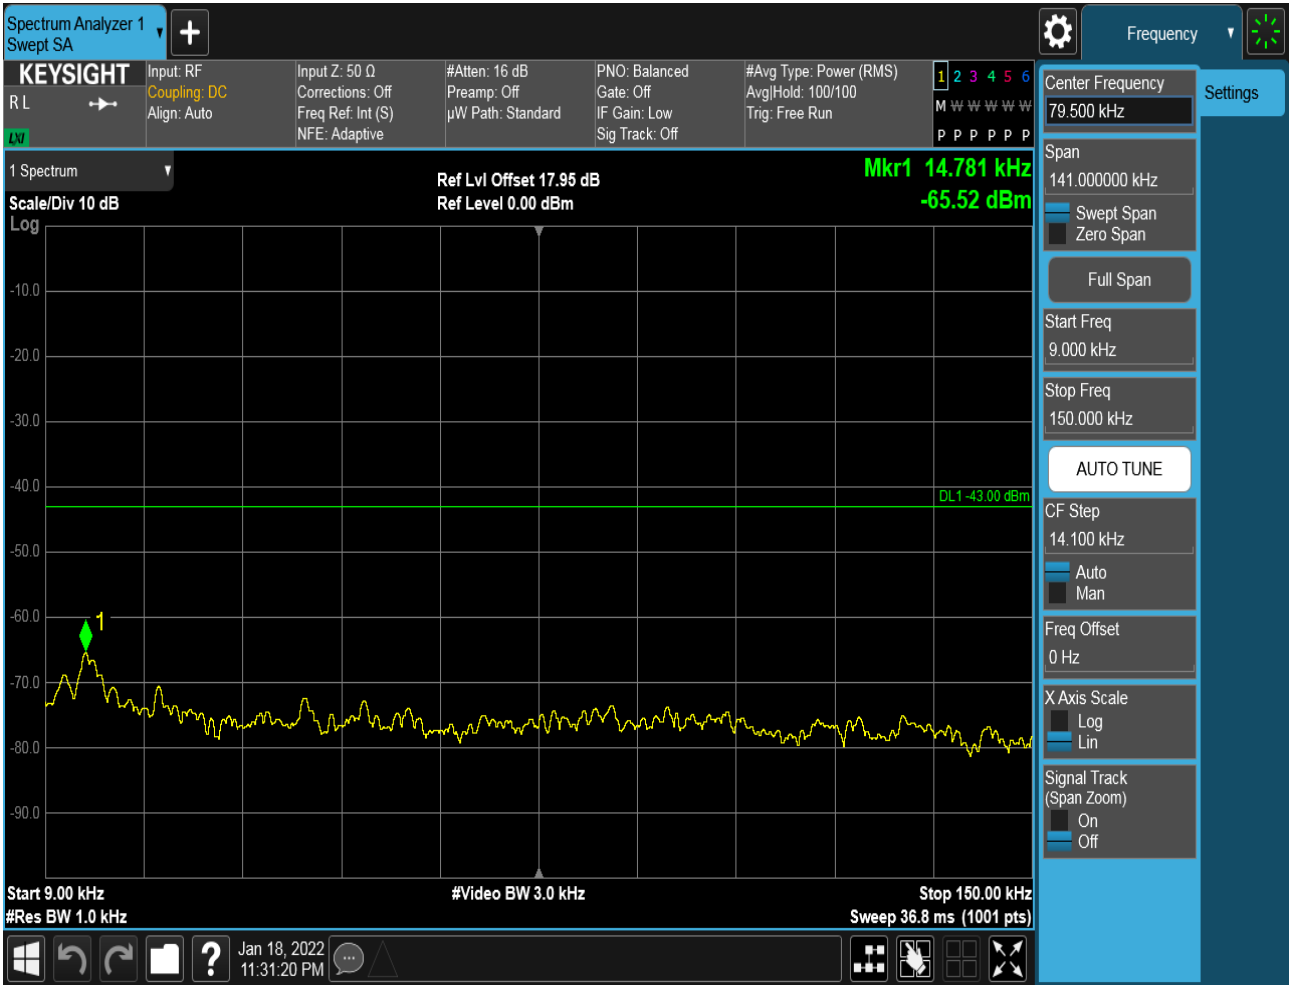 Spectrum Analyzer 1
Swept SA
Frequency
KEYSIGHT
R L
LXI
Input: RF
Coupling: DC
Align: Auto
Input Z: 50 Ω
Corrections: Off
Freq Ref: Int (S)
NFE: Adaptive
#Atten: 16 dB
Preamp: Off
µW Path: Standard
PNO: Balanced
Gate: Off
IF Gain: Low
Sig Track: Off
#Avg Type: Power (RMS)
Avg|Hold: 100/100
Trig: Free Run
1 2 3 4 5 6
M W W W W W
P P P P P P
1 Spectrum
Scale/Div 10 dB
Log
Ref Lvl Offset 17.95 dB
Ref Level 0.00 dBm
Mkr1 14.781 kHz
-65.52 dBm
-10.0
-20.0
-30.0
-40.0
DL1 -43.00 dBm
-50.0
-60.0
1
-70.0
-80.0
-90.0
Start 9.00 kHz
#Video BW 3.0 kHz
Stop 150.00 kHz
#Res BW 1.0 kHz
Sweep 36.8 ms (1001 pts)
?
Jan 18, 2022
11:31:20 PM
Center Frequency
79.500 kHz
Settings
Span
141.000000 kHz
Swept Span
Zero Span
Full Span
Start Freq
9.000 kHz
Stop Freq
150.000 kHz
AUTO TUNE
CF Step
14.100 kHz
Auto
Man
Freq Offset
0 Hz
X Axis Scale
Log
Lin
Signal Track
(Span Zoom)
On
Off